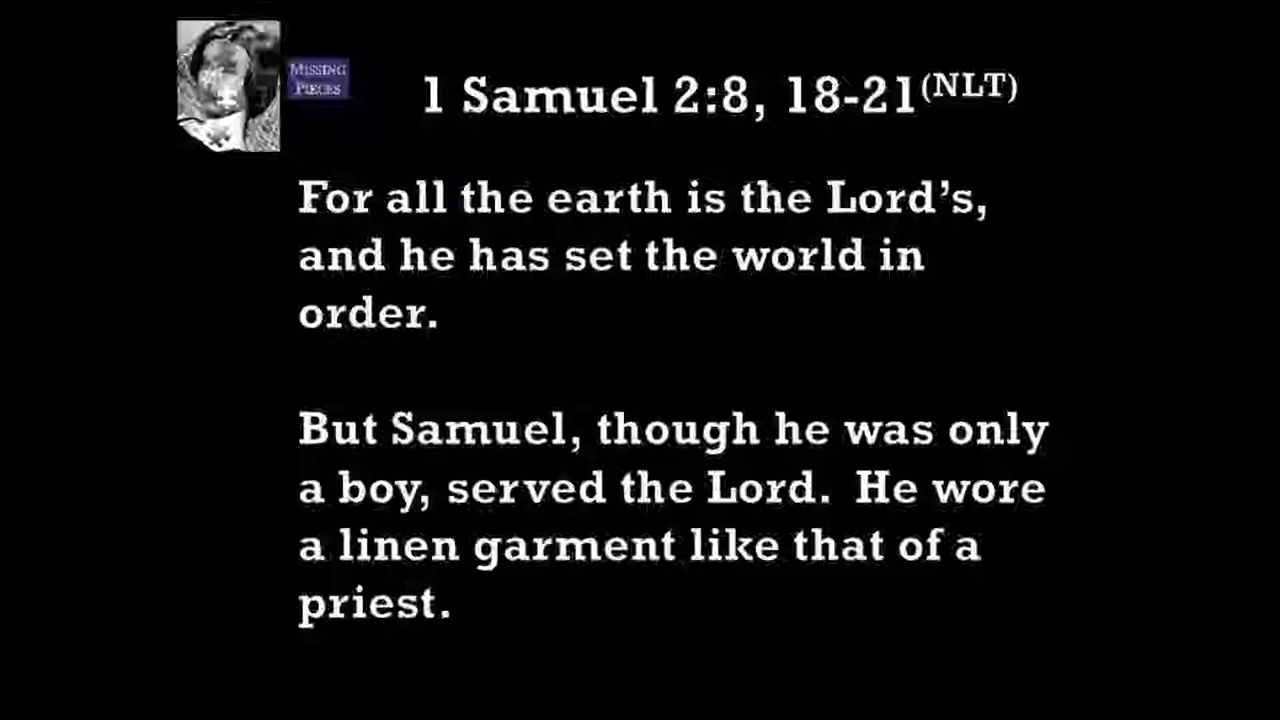 MISSING
PIECES
1 Samuel 2:8, 18-21(NLT)
For all the earth is the Lord’s,
and he has set the world in
order.
But Samuel, though he was only
a boy, served the Lord.  He wore
a linen garment like that of a
priest.